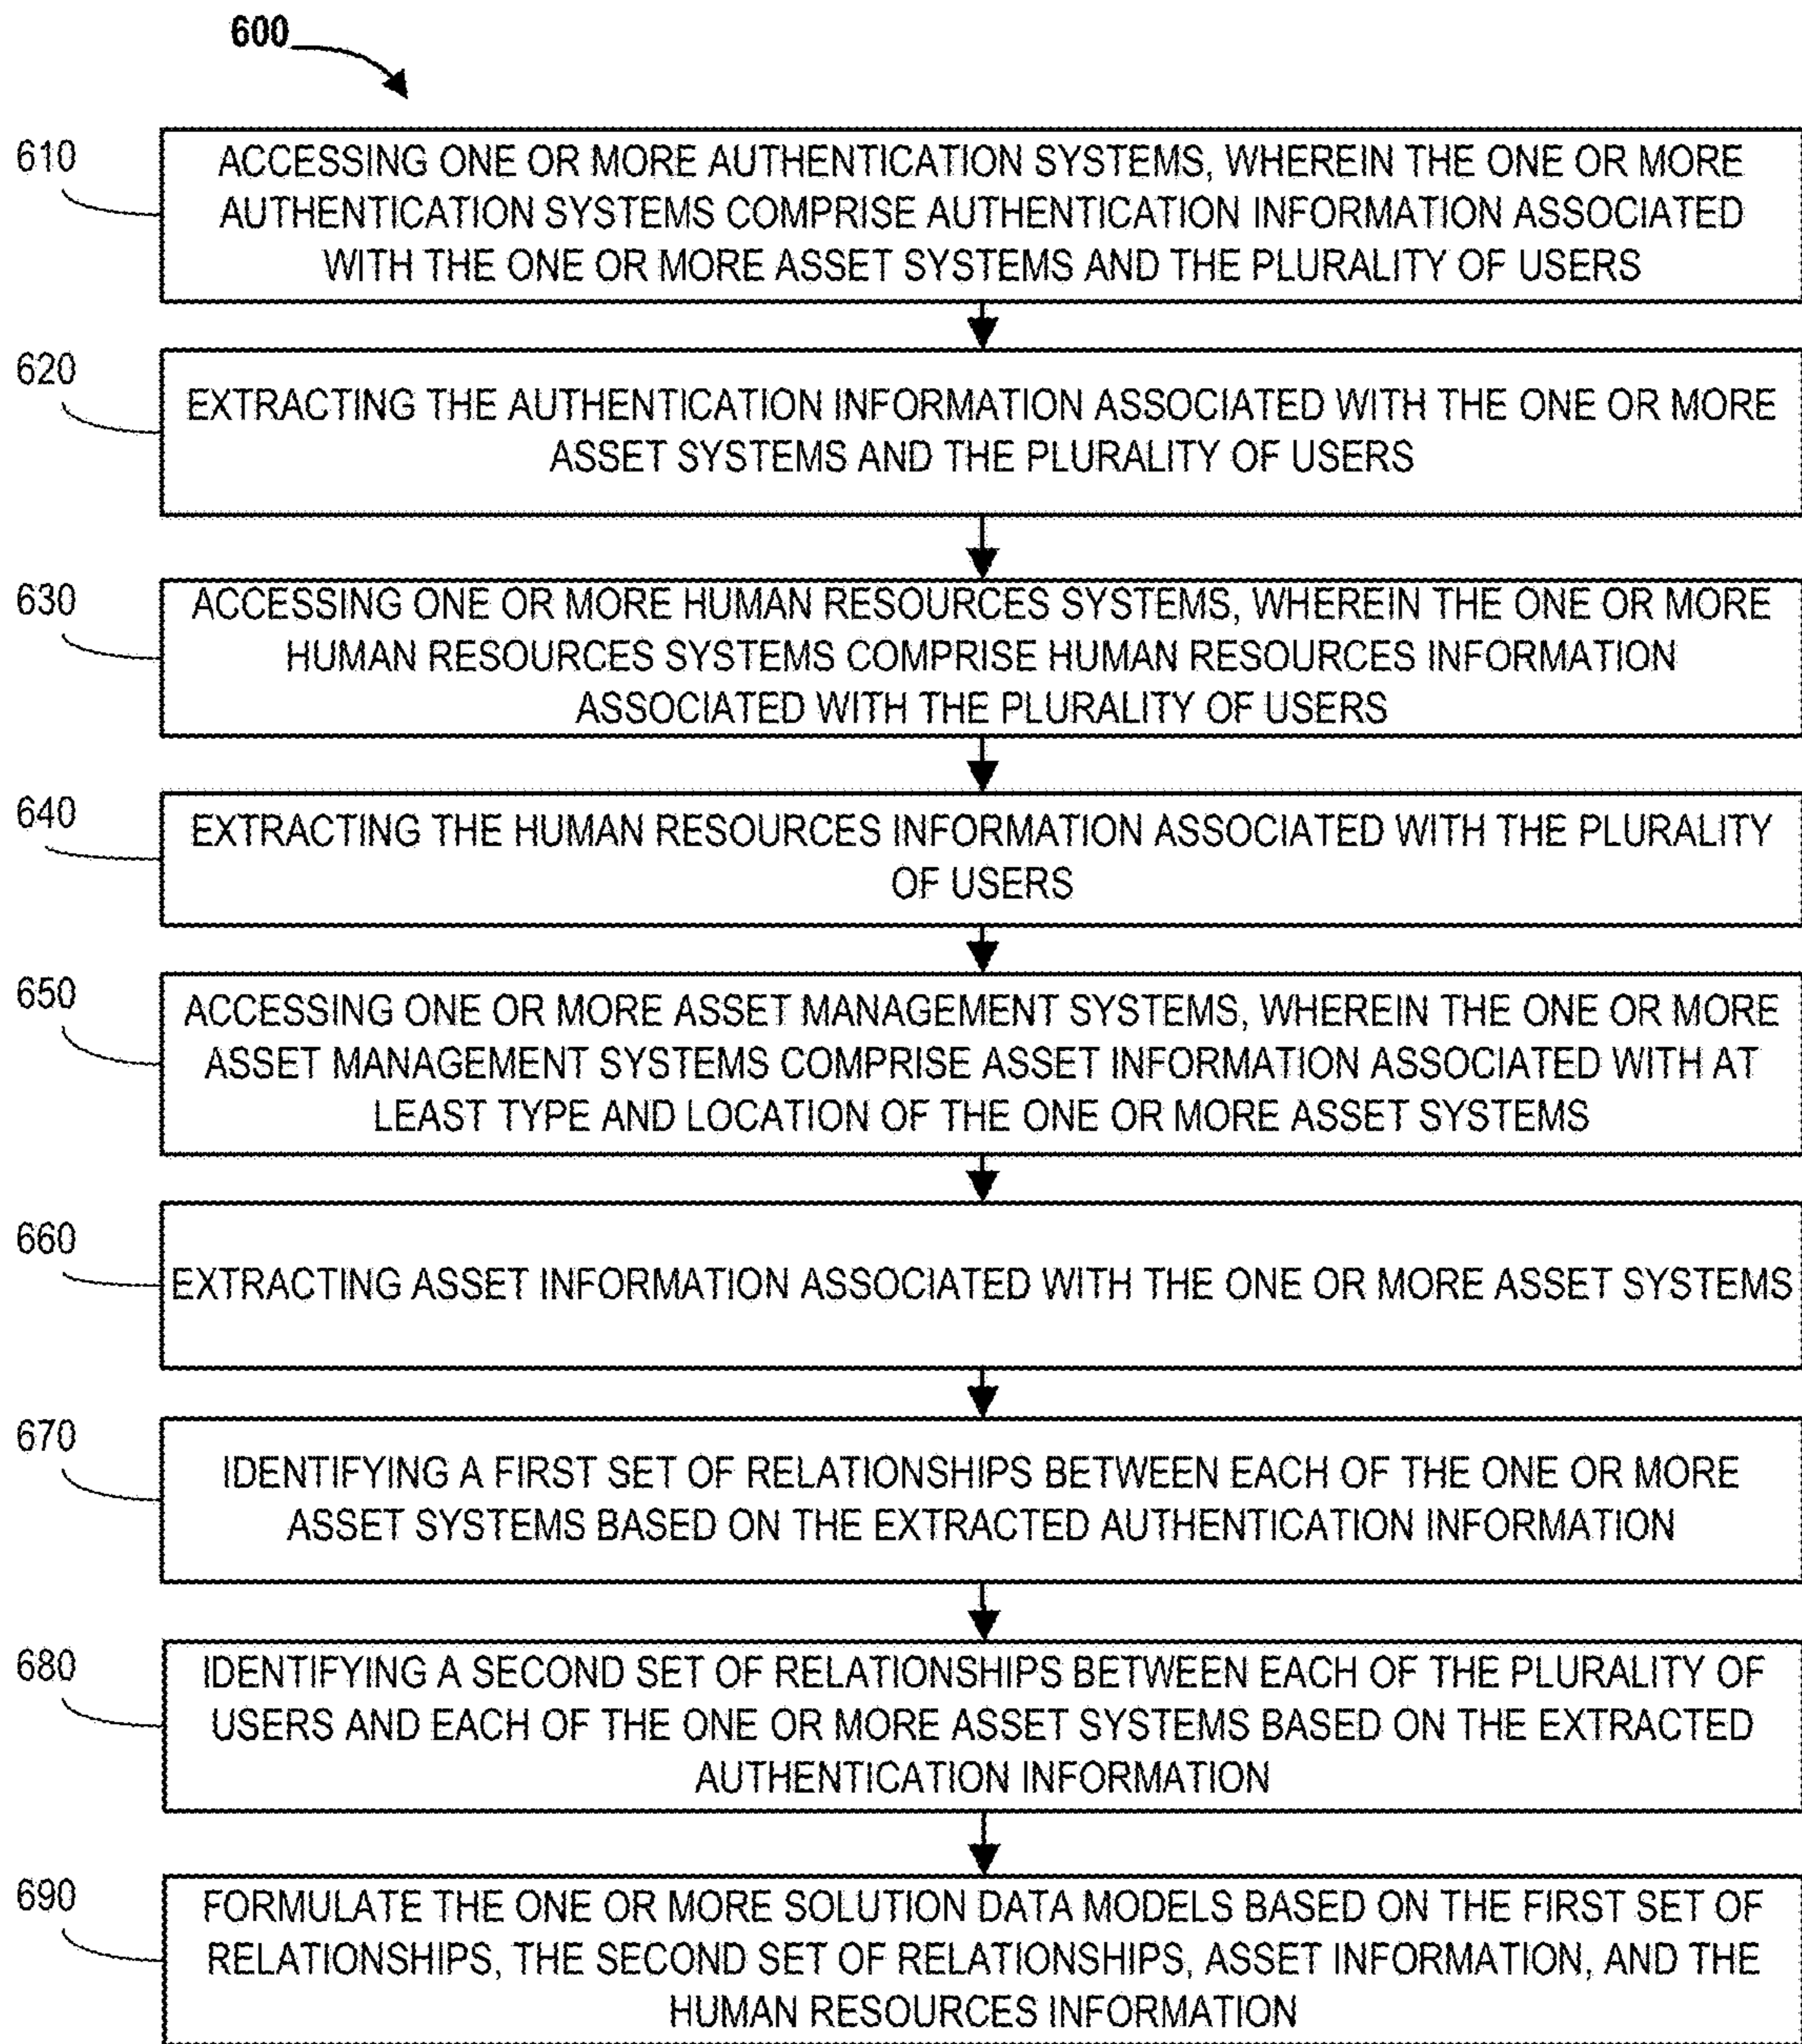 600
610
ACCESSING ONE OR MORE AUTHENTICATION SYSTEMS, WHEREIN THE ONE OR MORE
AUTHENTICATION SYSTEMS COMPRISE AUTHENTICATION INFORMATION ASSOCIATED
WITH THE ONE OR MORE ASSET SYSTEMS AND THE PLURALITY OF USERS
620
EXTRACTING THE AUTHENTICATION INFORMATION ASSOCIATED WITH THE ONE OR MORE
ASSET SYSTEMS AND THE PLURALITY OF USERS
630
ACCESSING ONE OR MORE HUMAN RESOURCES SYSTEMS, WHEREIN THE ONE OR MORE
HUMAN RESOURCES SYSTEMS COMPRISE HUMAN RESOURCES INFORMATION
ASSOCIATED WITH THE PLURALITY OF USERS
640
EXTRACTING THE HUMAN RESOURCES INFORMATION ASSOCIATED WITH THE PLURALITY
OF USERS
650
ACCESSING ONE OR MORE ASSET MANAGEMENT SYSTEMS, WHEREIN THE ONE OR MORE
ASSET MANAGEMENT SYSTEMS COMPRISE ASSET INFORMATION ASSOCIATED WITH AT
LEAST TYPE AND LOCATION OF THE ONE OR MORE ASSET SYSTEMS
660
EXTRACTING ASSET INFORMATION ASSOCIATED WITH THE ONE OR MORE ASSET SYSTEMS
670
IDENTIFYING A FIRST SET OF RELATIONSHIPS BETWEEN EACH OF THE ONE OR MORE
ASSET SYSTEMS BASED ON THE EXTRACTED AUTHENTICATION INFORMATION
680
IDENTIFYING A SECOND SET OF RELATIONSHIPS BETWEEN EACH OF THE PLURALITY OF
USERS AND EACH OF THE ONE OR MORE ASSET SYSTEMS BASED ON THE EXTRACTED
AUTHENTICATION INFORMATION
690
FORMULATE THE ONE OR MORE SOLUTION DATA MODELS BASED ON THE FIRST SET OF
RELATIONSHIPS, THE SECOND SET OF RELATIONSHIPS, ASSET INFORMATION, AND THE
HUMAN RESOURCES INFORMATION